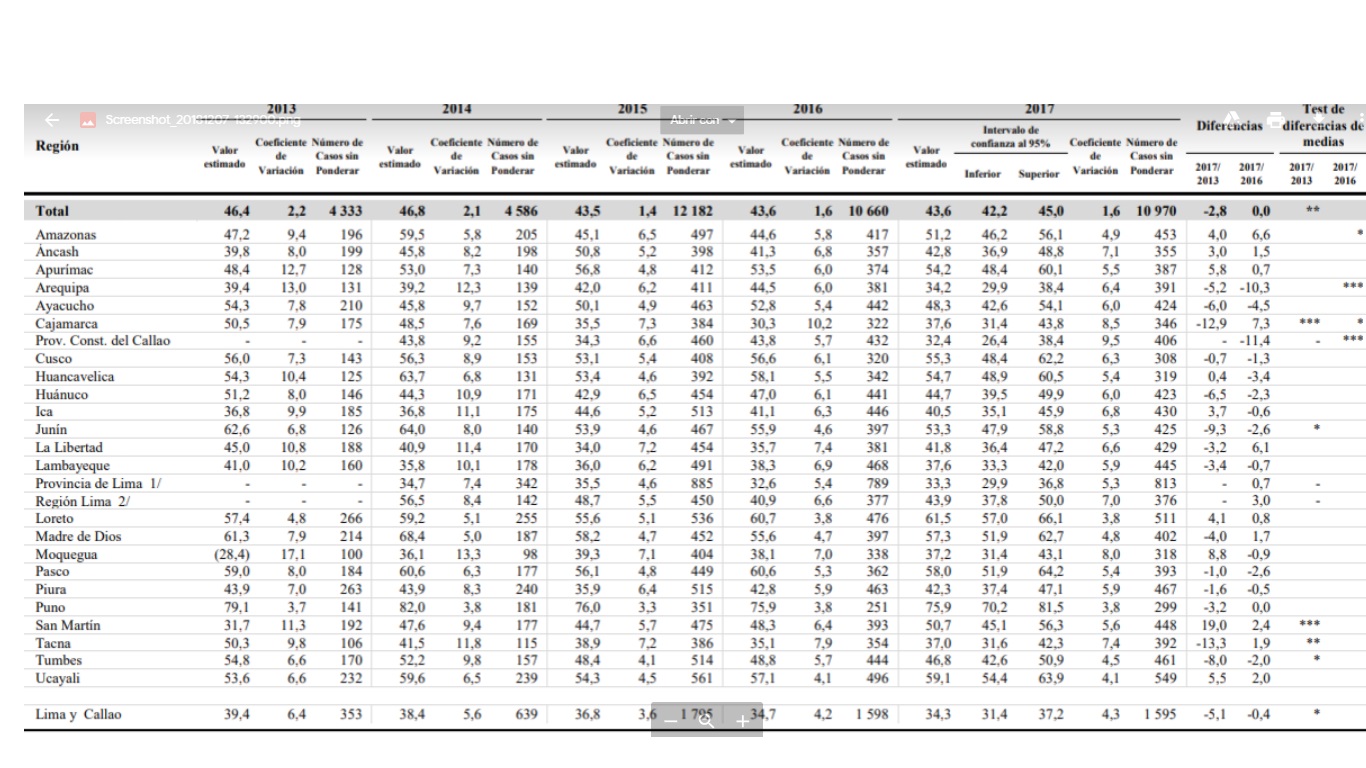 2013 2014 2015 2016 2017 Test de
Screenshot_20181207-132900.png Abrir con
Diferencias diferencias de
medias
Región Valor estimado Coeficiente de Variación Número de Casos sin Ponderar Valor estimado Coeficiente de Variación Número de Casos sin Ponderar Valor estimado Coeficiente de Variación Número de Casos sin Ponderar Valor estimado Coeficiente de Variación Número de Casos sin Ponderar Valor estimado Intervalo de confianza al 95% Inferior Superior Coeficiente de Variación Número de Casos sin Ponderar 2017/ 2013 2017/ 2016 2017/ 2013 2017/ 2016
Total 46,4 2,2 4 333 46,8 2,1 4 586 43,5 1,4 12 182 43,6 1,6 10 660 43,6 42,2 45,0 1,6 10 970 -2,8 0,0 **
Amazonas 47,2 9,4 196 59,5 5,8 205 45,1 6,5 497 44,6 5,8 417 51,2 46,2 56,1 4,9 453 4,0 6,6 *
Áncash 39,8 8,0 199 45,8 8,2 198 50,8 5,2 398 41,3 6,8 357 42,8 36,9 48,8 7,1 355 3,0 1,5
Apurímac 48,4 12,7 128 53,0 7,3 140 56,8 4,8 412 53,5 6,0 374 54,2 48,4 60,1 5,5 387 5,8 0,7
Arequipa 39,4 13,0 131 39,2 12,3 139 42,0 6,2 411 44,5 6,0 381 34,2 29,9 38,4 6,4 391 -5,2 -10,3 ***
Ayacucho 54,3 7,8 210 45,8 9,7 152 50,1 4,9 463 52,8 5,4 442 48,3 42,6 54,1 6,0 424 -6,0 -4,5
Cajamarca 50,5 7,9 175 48,5 7,6 169 35,5 7,3 384 30,3 10,2 322 37,6 31,4 43,8 8,5 346 -12,9 7,3 *** *
Prov. Const. del Callao - - - 43,8 9,2 155 34,3 6,6 460 43,8 5,7 432 32,4 26,4 38,4 9,5 406 - -11,4 - ***
Cusco 56,0 7,3 143 56,3 8,9 153 53,1 5,4 408 56,6 6,1 320 55,3 48,4 62,2 6,3 308 -0,7 -1,3
Huancavelica 54,3 10,4 125 63,7 6,8 131 53,4 4,6 392 58,1 5,5 342 54,7 48,9 60,5 5,4 319 0,4 -3,4
Huánuco 51,2 8,0 146 44,3 10,9 171 42,9 6,5 454 47,0 6,1 441 44,7 39,5 49,9 6,0 423 -6,5 -2,3
Ica 36,8 9,9 185 36,8 11,1 175 44,6 5,2 513 41,1 6,3 446 40,5 35,1 45,9 6,8 430 3,7 -0,6
Junín 62,6 6,8 126 64,0 8,0 140 53,9 4,6 467 55,9 4,6 397 53,3 47,9 58,8 5,3 425 -9,3 -2,6 *
La Libertad 45,0 10,8 188 40,9 11,4 170 34,0 7,2 454 35,7 7,4 381 41,8 36,4 47,2 6,6 429 -3,2 6,1
Lambayeque 41,0 10,2 160 35,8 10,1 178 36,0 6,2 491 38,3 6,9 468 37,6 33,3 42,0 5,9 445 -3,4 -0,7
Provincia de Lima 1/ - - - 34,7 7,4 342 35,5 4,6 885 32,6 5,4 789 33,3 29,9 36,8 5,3 813 - 0,7 -
Región Lima 2/ - - - 56,5 8,4 142 48,7 5,5 450 40,9 6,6 377 43,9 37,8 50,0 7,0 376 - 3,0 -
Loreto 57,4 4,8 266 59,2 5,1 255 55,6 5,1 536 60,7 3,8 476 61,5 57,0 66,1 3,8 511 4,1 0,8
Madre de Dios 61,3 7,9 214 68,4 5,0 187 58,2 4,7 452 55,6 4,7 397 57,3 51,9 62,7 4,8 402 -4,0 1,7
Moquegua (28,4) 17,1 100 36,1 13,3 98 39,3 7,1 404 38,1 7,0 338 37,2 31,4 43,1 8,0 318 8,8 -0,9
Pasco 59,0 8,0 184 60,6 6,3 177 56,1 4,8 449 60,6 5,3 362 58,0 51,9 64,2 5,4 393 -1,0 -2,6
Piura 43,9 7,0 263 43,9 8,3 240 35,9 6,4 515 42,8 5,9 463 42,3 37,4 47,1 5,9 467 -1,6 -0,5
Puno 79,1 3,7 141 82,0 3,8 181 76,0 3,3 351 75,9 3,8 251 75,9 70,2 81,5 3,8 299 -3,2 0,0
San Martín 31,7 11,3 192 47,6 9,4 177 44,7 5,7 475 48,3 6,4 393 50,7 45,1 56,3 5,6 448 19,0 2,4 ***
Tacna 50,3 9,8 106 41,5 11,8 115 38,9 7,2 386 35,1 7,9 354 37,0 31,6 42,3 7,4 392 -13,3 1,9 **
Tumbes 54,8 6,6 170 52,2 9,8 157 48,4 4,1 514 48,8 5,7 444 46,8 42,6 50,9 4,5 461 -8,0 -2,0 *
Ucayali 53,6 6,6 232 59,6 6,5 239 54,3 4,5 561 57,1 4,1 496 59,1 54,4 63,9 4,1 549 5,5 2,0
Lima y Callao 39,4 6,4 353 38,4 5,6 639 36,8 3,6 1 795 34,7 4,2 1 598 34,3 31,4 37,2 4,3 1 595 -5,1 -0,4 *